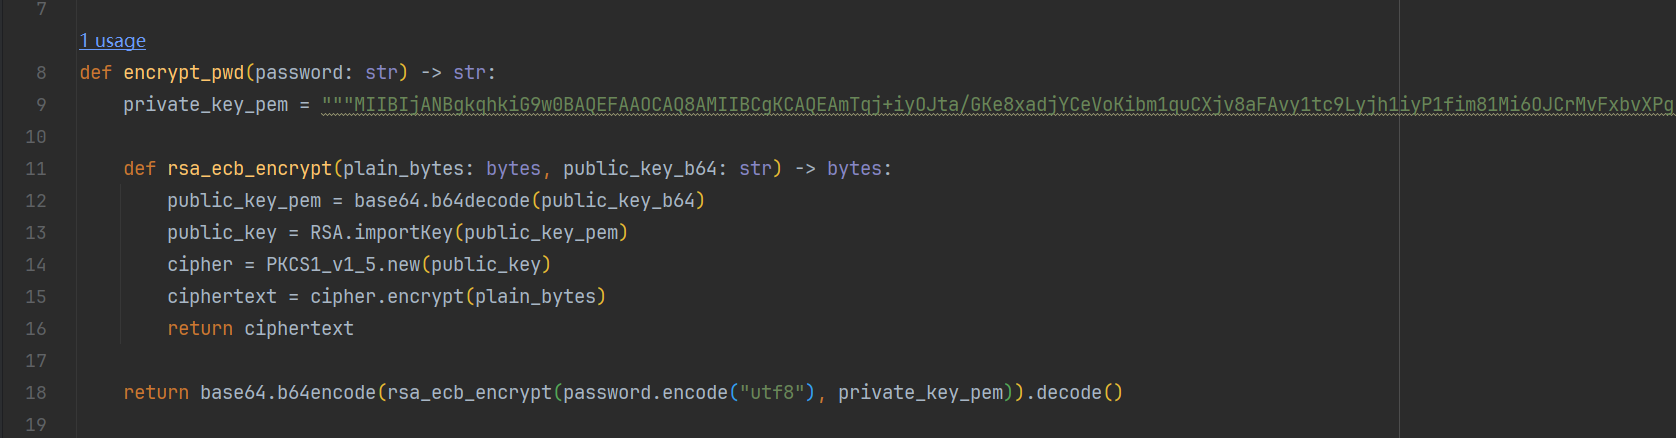 7
1 usage
8 def encrypt_pwd(password: str) -> str:
9 private_key_pem = """MIIBIjANBgkqhkiG9w0BAQEFAAOCAQ8AMIIBCgKCAQEAmTqj+iyOJta/GKe8xadjYCeVoKibm1quCXjv8aFAvy1tc9Lyjh1iyP1fim81Mi6OJCrMvFxbvXPq
10
11 def rsa_ecb_encrypt(plain_bytes: bytes, public_key_b64: str) -> bytes:
12 public_key_pem = base64.b64decode(public_key_b64)
13 public_key = RSA.importKey(public_key_pem)
14 cipher = PKCS1_v1_5.new(public_key)
15 ciphertext = cipher.encrypt(plain_bytes)
16 return ciphertext
17
18 return base64.b64encode(rsa_ecb_encrypt(password.encode("utf8"), private_key_pem)).decode()
19